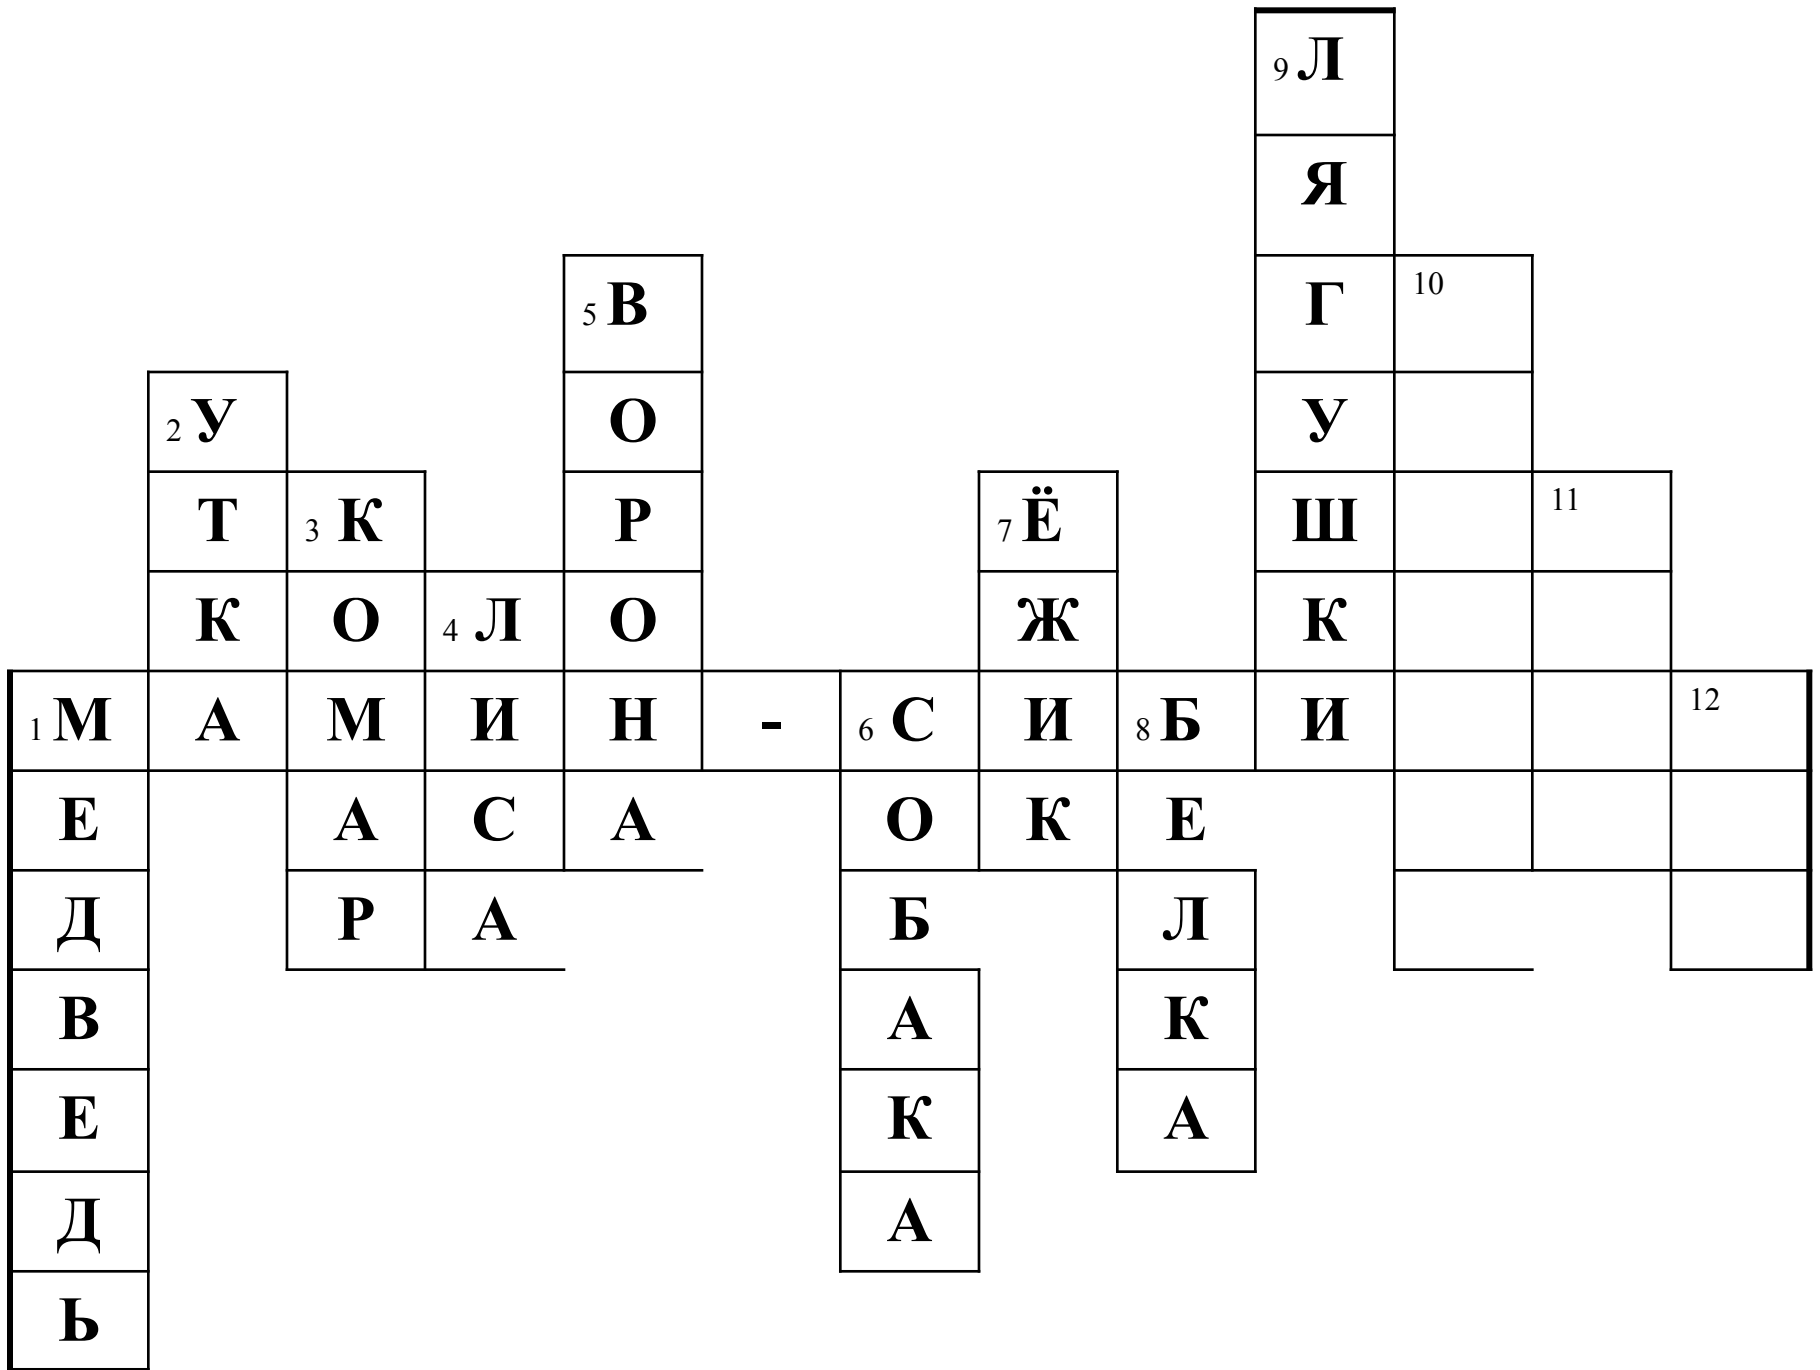 9 Л
Я
5 В Г 10
2 У О У
Т 3 К Р 7 Ё Ш 11
К О 4 Л О Ж К
1 М А М И Н - 6 С И 8 Б И 12
Е А С А О К Е
Д Р А Б Л
В А К
Е К А
Д А
Ь